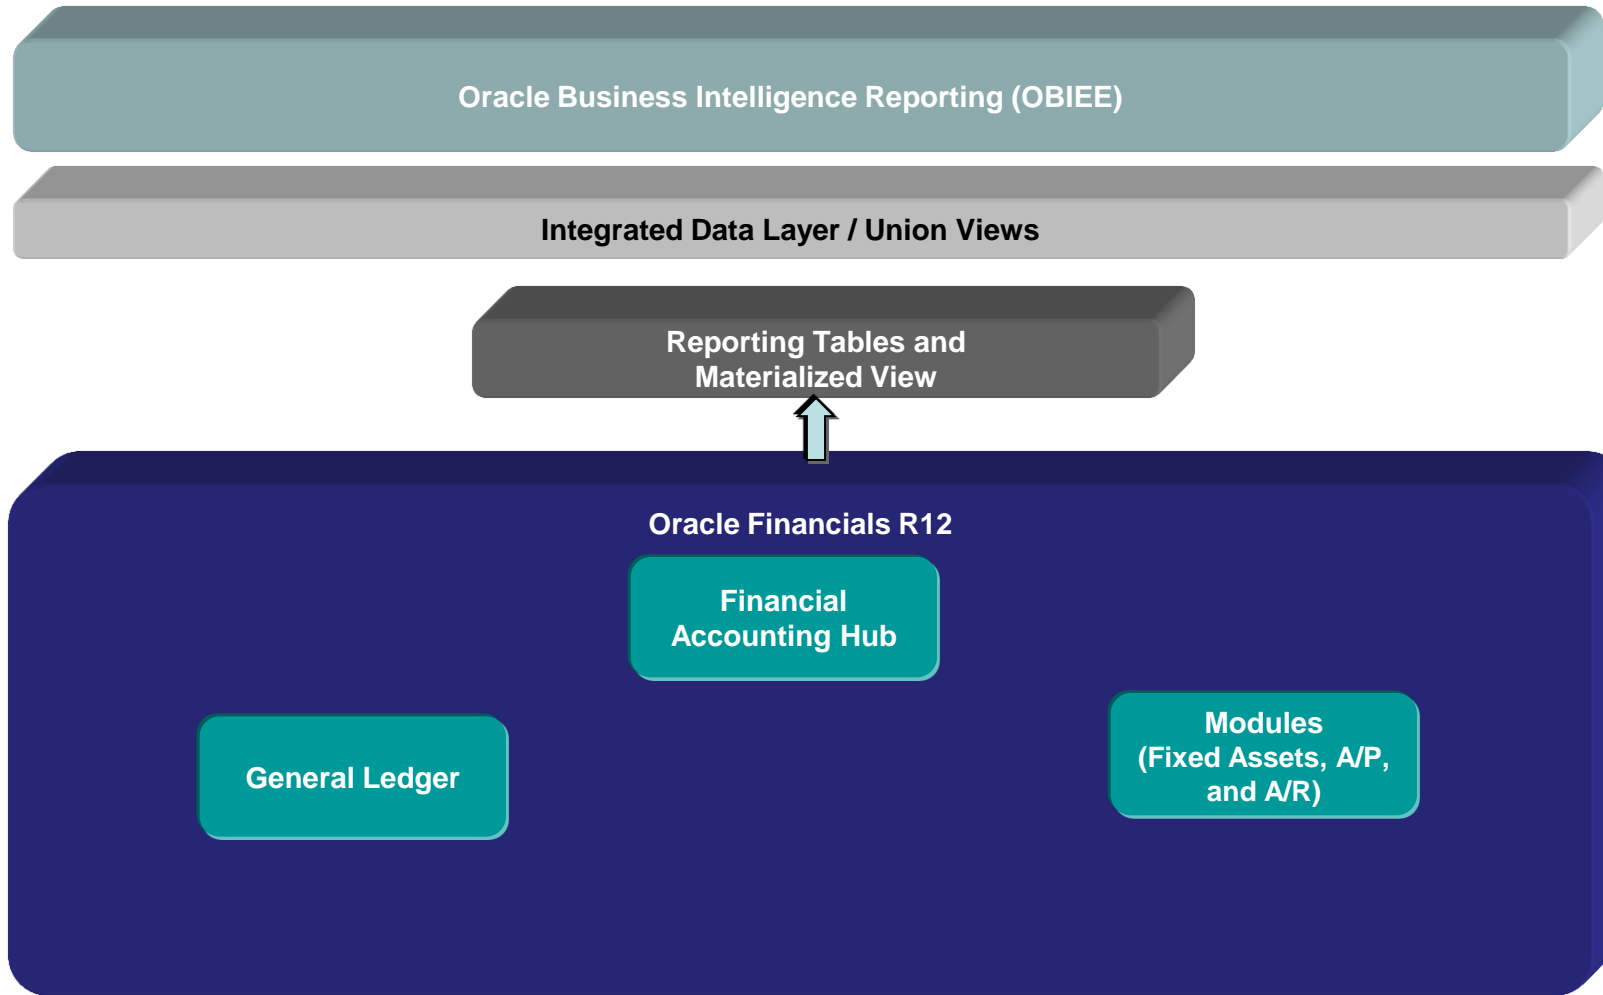 Oracle Business Intelligence Reporting (OBIEE)
Integrated Data Layer / Union Views
Reporting Tables and
Materialized View
Oracle Financials R12
Financial
Accounting Hub
General Ledger
Modules
(Fixed Assets, A/P,
and A/R)